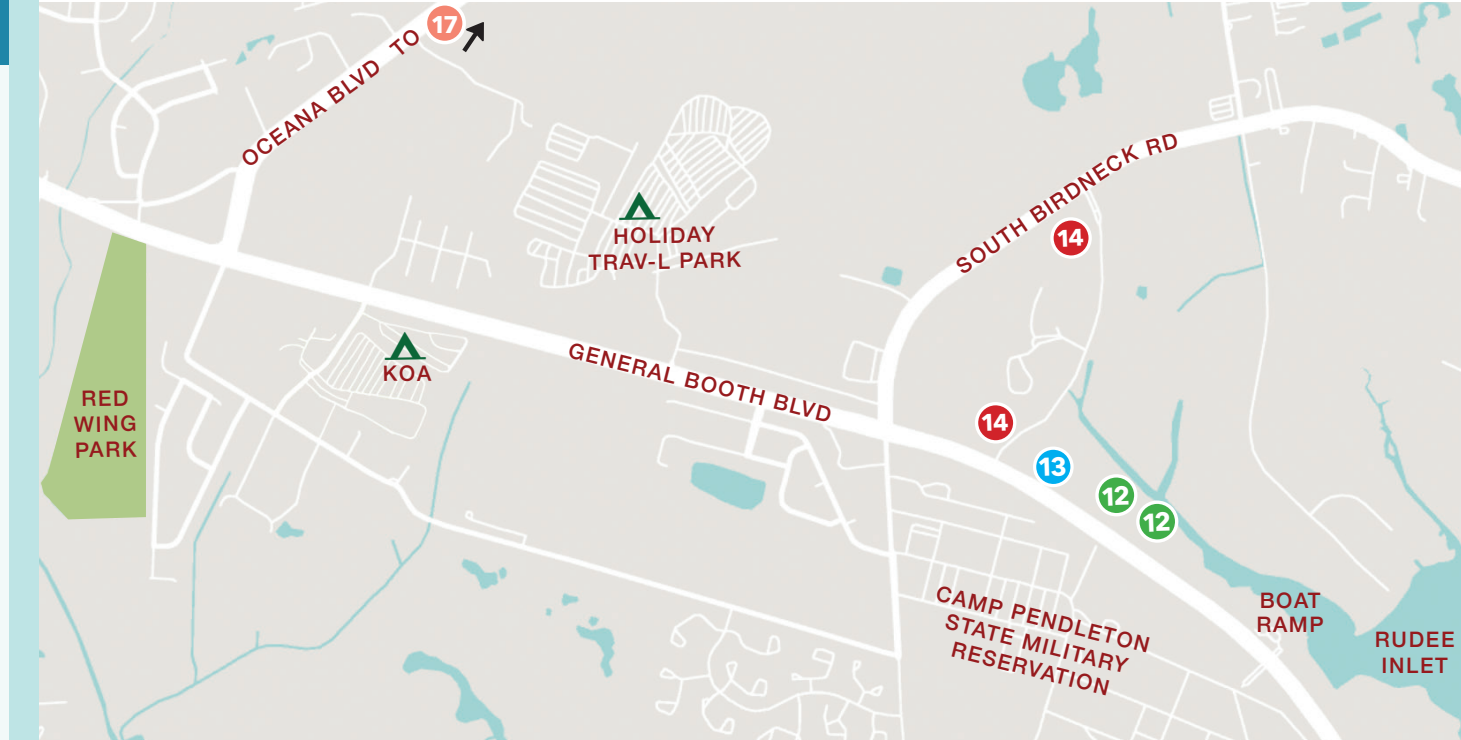 17
OCEANA BLVD TO
SOUTH BIRDNECK RD
14
HOLIDAY
TRAV-L PARK
KOA
GENERAL BOOTH BLVD
RED
WING
PARK
14
13
12
12
CAMP PENDLETON
STATE MILITARY
RESERVATION
BOAT
RAMP
RUDEE
INLET